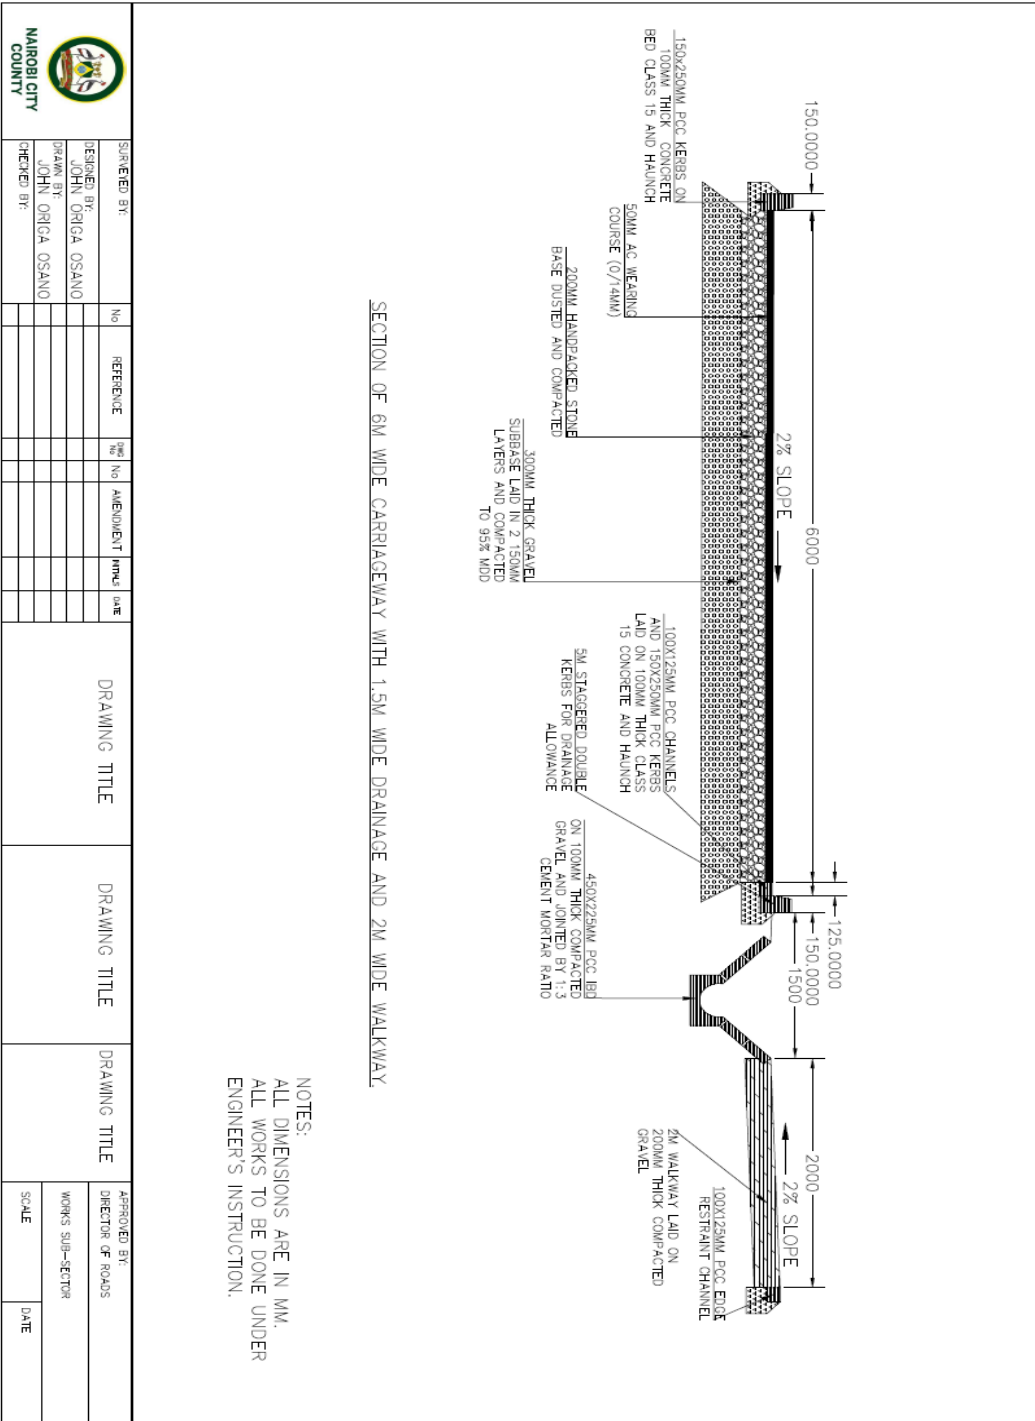 150.0000
6000
125.0000
150.0000
1500
2000
2% SLOPE
2% SLOPE
150x250MM PCC KERBS ON
100MM THICK CONCRETE
BED CLASS 15 AND HAUNCH
50MM AC WEARING
COURSE (0/14MM)
200MM HANDPACKED STONE
BASE DUSTED AND COMPACTED
300MM THICK GRAVEL
SUBBASE LAID IN 2 150MM
LAYERS AND COMPACTED
TO 95% MDD
100X125MM PCC CHANNELS
AND 150X250MM PCC KERBS
LAID ON 100MM THICK CLASS
15 CONCRETE AND HAUNCH
5M STAGGERED DOUBLE
KERBS FOR DRAINAGE
ALLOWANCE
450X225MM PCC IBD
ON 100MM THICK COMPACTED
GRAVEL AND JOINTED BY 1:3
CEMENT MORTAR RATIO
2M WALKWAY LAID ON
200MM THICK COMPACTED
GRAVEL
100X125MM PCC EDGE
RESTRAINT CHANNEL
SECTION OF 6M WIDE CARRIAGEWAY WITH 1.5M WIDE DRAINAGE AND 2M WIDE WALKWAY
NOTES:
ALL DIMENSIONS ARE IN MM.
ALL WORKS TO BE DONE UNDER
ENGINEER'S INSTRUCTION.
NAIROBI CITY
COUNTY
SURVEYED BY:
DESIGNED BY:
JOHN ORIGA OSANO
DRAWN BY:
JOHN ORIGA OSANO
CHECKED BY:
No REFERENCE DWG No No AMENDMENT INITIALS DATE
DRAWING TITLE
DRAWING TITLE
DRAWING TITLE
APPROVED BY:
DIRECTOR OF ROADS
WORKS SUB-SECTOR
SCALE
DATE